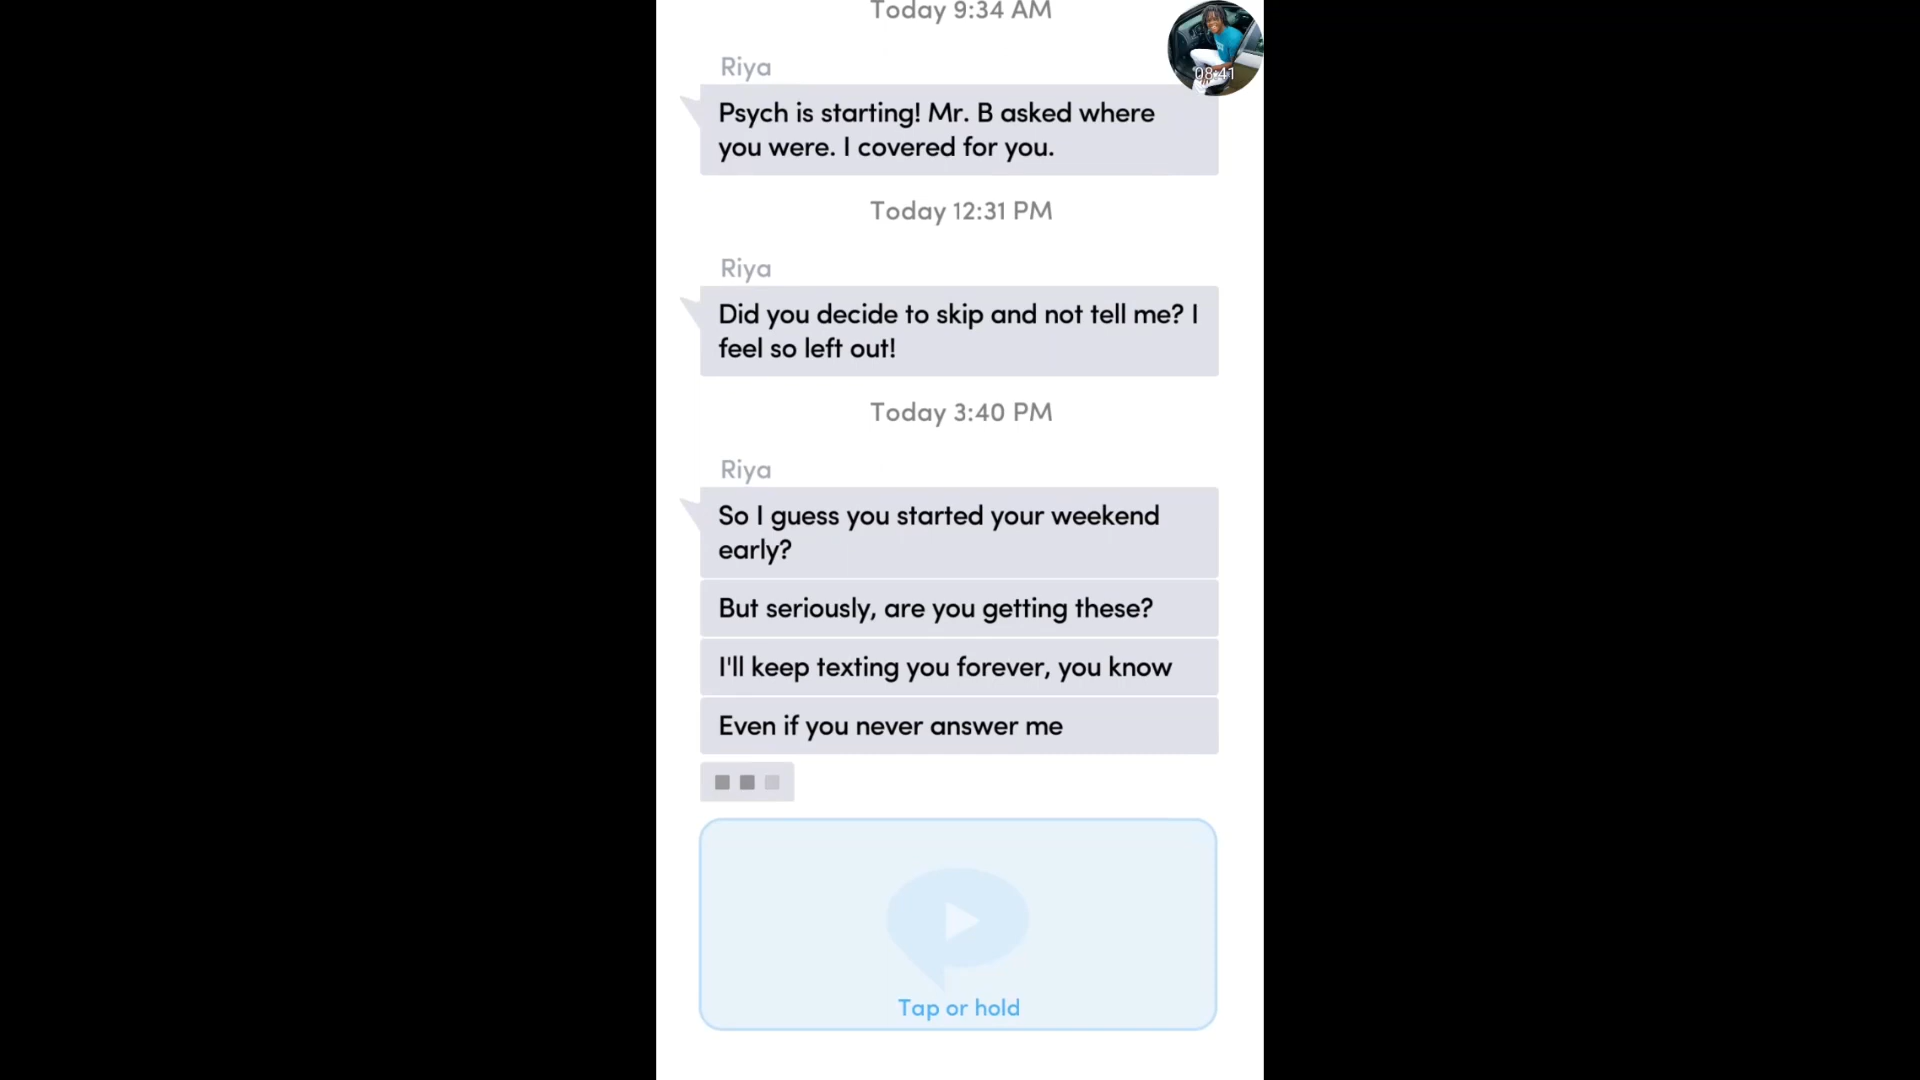 Today 9:34 AM
Riya
08:41
Psych is starting! Mr. B asked where
you were. I covered for you.
Today 12:31 PM
Riya
Did you decide to skip and not tell me? I
feel so left out!
Today 3:40 PM
Riya
So I guess you started your weekend
early?
But seriously, are you getting these?
I'll keep texting you forever, you know
Even if you never answer me
Tap or hold